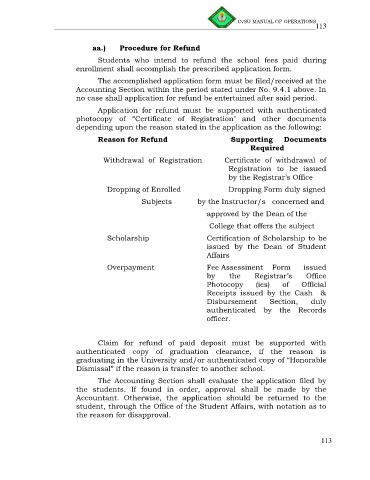 CvSU MANUAL OF OPERATIONS
113
aa.) Procedure for Refund
Students who intend to refund the school fees paid during
enrollment shall accomplish the prescribed application form.
The accomplished application form must be filed/received at the
Accounting Section within the period stated under No. 9.4.1 above. In
no case shall application for refund be entertained after said period.
Application for refund must be supported with authenticated
photocopy of “Certificate of Registration” and other documents
depending upon the reason stated in the application as the following;
Reason for Refund Supporting Documents
Required
Withdrawal of Registration Certificate of withdrawal of
Registration to be issued
by the Registrar’s Office
Dropping of Enrolled Dropping Form duly signed
Subjects by the Instructor/s concerned and
approved by the Dean of the
College that offers the subject
Scholarship Certification of Scholarship to be
issued by the Dean of Student
Affairs
Overpayment Fee Assessment Form issued
by the Registrar’s Office
Photocopy (ies) of Official
Receipts issued by the Cash &
Disbursement Section, duly
authenticated by the Records
officer.
Claim for refund of paid deposit must be supported with
authenticated copy of graduation clearance, if the reason is
graduating in the University and/or authenticated copy of “Honorable
Dismissal” if the reason is transfer to another school.
The Accounting Section shall evaluate the application filed by
the students. If found in order, approval shall be made by the
Accountant. Otherwise, the application should be returned to the
student, through the Office of the Student Affairs, with notation as to
the reason for disapproval.
113